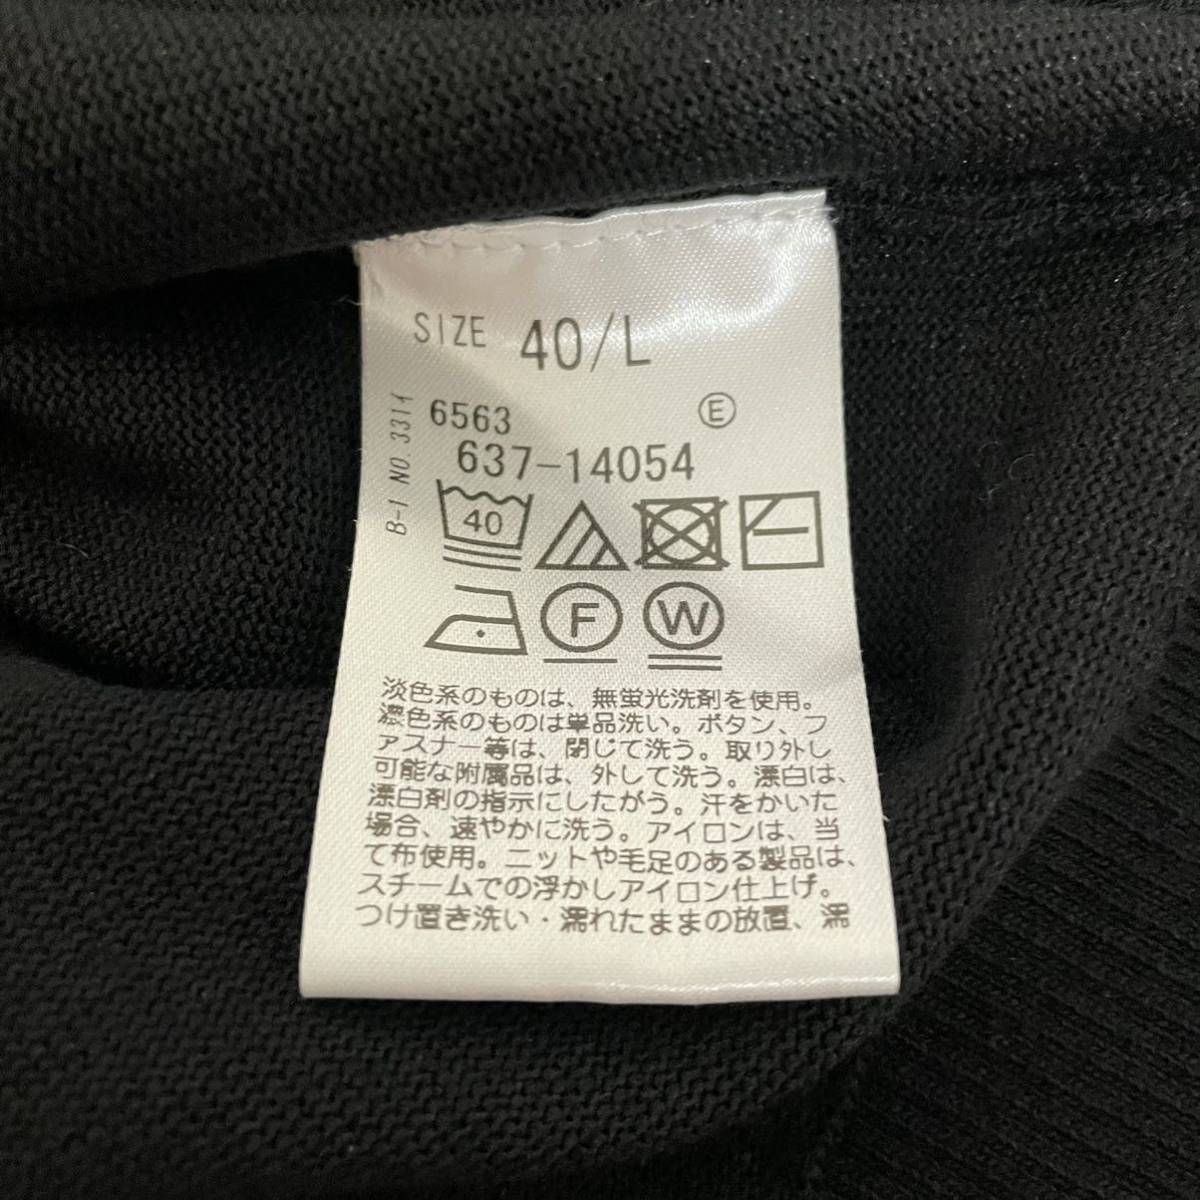 SIZE 40/L
6563 Ⓔ
637-14054
B-1 NO.3314
40
F W
淡色系のものは、無蛍光洗剤を使用。
濃色系のものは単品洗い。ボタン、フ
ァスナー等は、閉じて洗う。取り外し
可能な附属品は、外して洗う。漂白は、
漂白剤の指示にしたがう。汗をかいた
場合、速やかに洗う。アイロンは、当
て布使用。ニットや毛足のある製品は、
スチームでの浮かしアイロン仕上げ。
つけ置き洗い・濡れたままの放置、濡